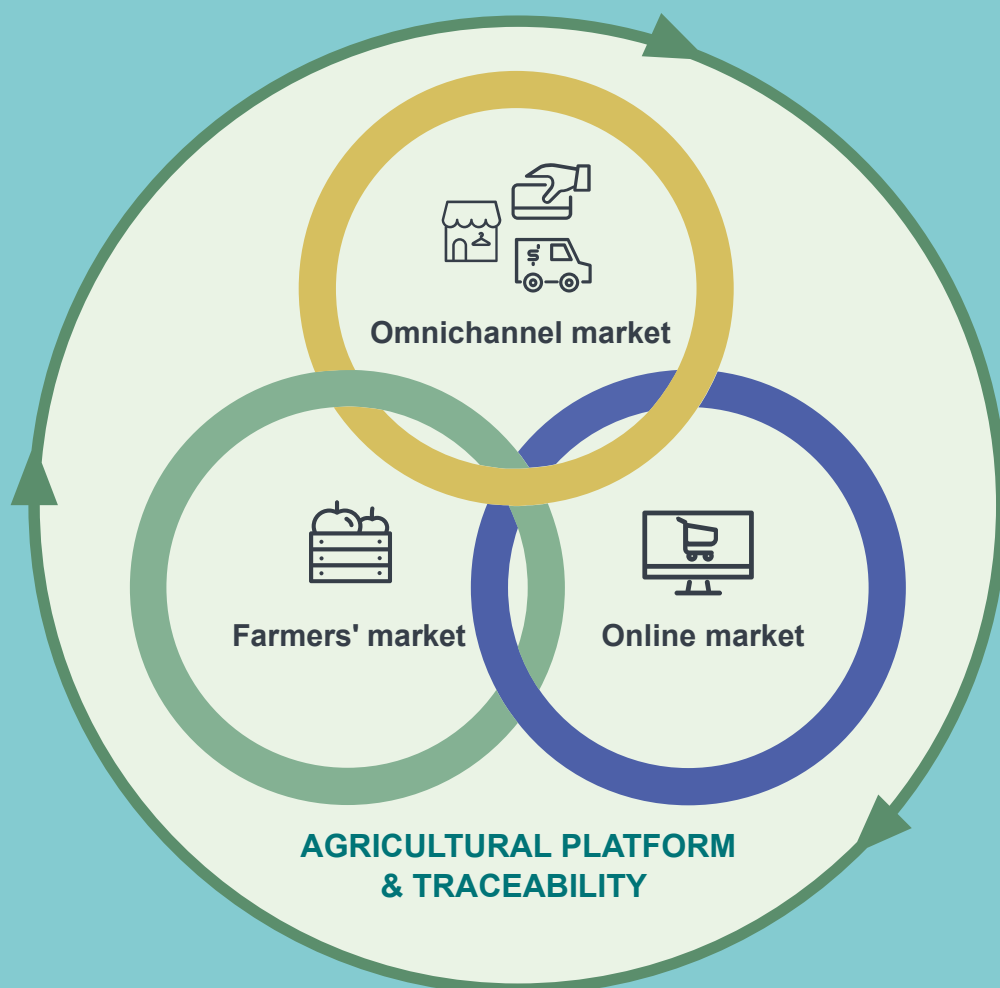 Omnichannel market
Farmers' market
Online market
AGRICULTURAL PLATFORM
& TRACEABILITY